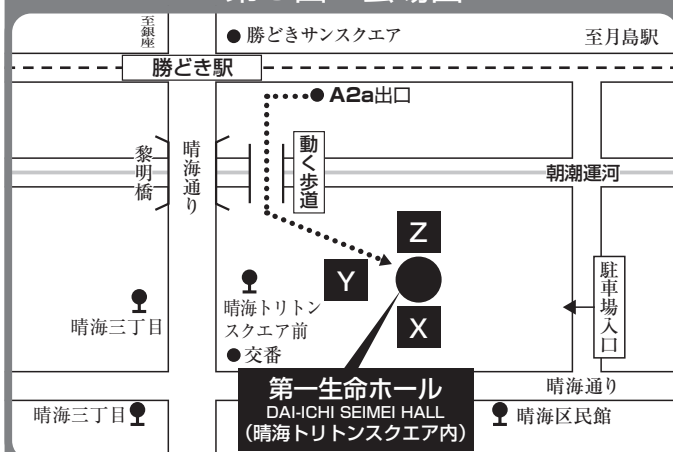 至銀座
勝どきサンスクエア
至月島駅
勝どき駅
A2a出口
黎明橋
晴海通り
動く歩道
朝潮運河
Z
Y
X
晴海トリトン
スクエア前
交番
晴海三丁目
駐車場入口
第一生命ホール
DAI-ICHI SEIMEI HALL
(晴海トリトンスクエア内)
晴海通り
晴海三丁目
晴海区民館